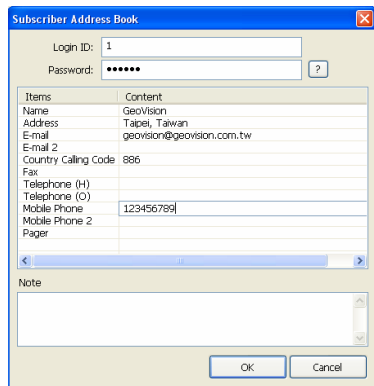 Subscriber Address Book
Login ID: 1
Password: ●●●●●● ?
Items Content
Name GeoVision
Address Taipei, Taiwan
E-mail geovision@geovision.com.tw
E-mail 2
Country Calling Code 886
Fax
Telephone (H)
Telephone (O)
Mobile Phone 123456789
Mobile Phone 2
Pager
Note
OK Cancel